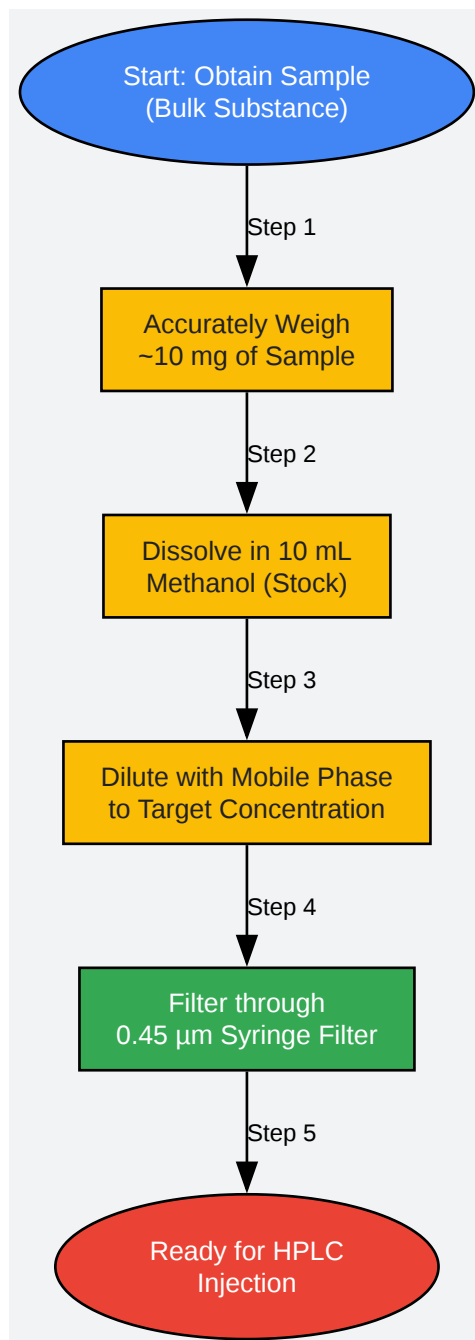 Start: Obtain Sample
(Bulk Substance)
Step 1
Accurately Weigh
~10 mg of Sample
Step 2
Dissolve in 10 mL
Methanol (Stock)
Step 3
Dilute with Mobile Phase
to Target Concentration
Step 4
Filter through
0.45 µm Syringe Filter
Step 5
Ready for HPLC
Injection